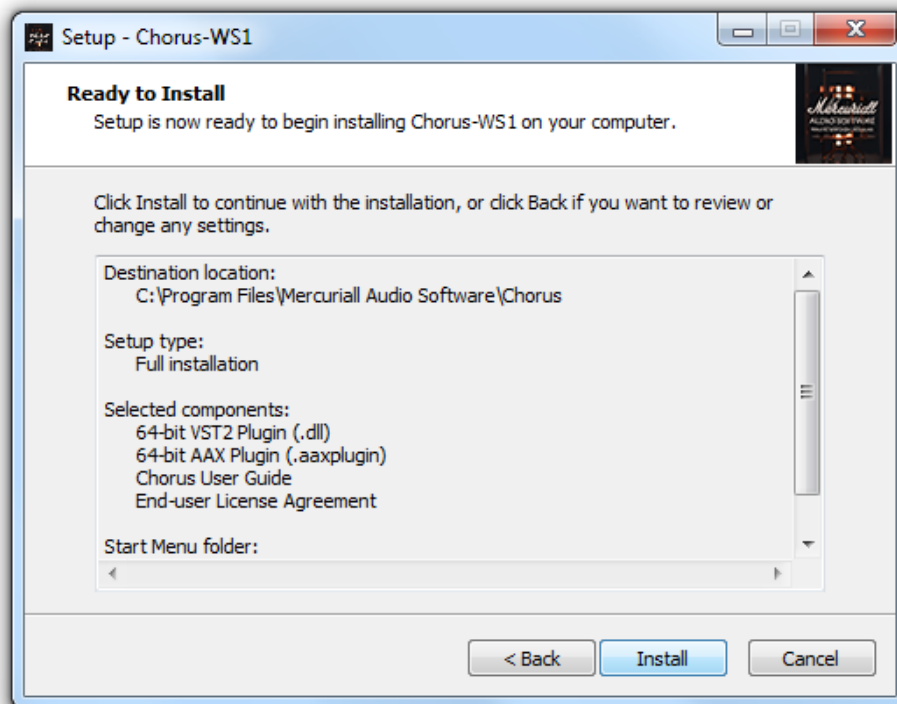 Setup - Chorus-WS1
Ready to Install
Setup is now ready to begin installing Chorus-WS1 on your computer.
Mercuriall
AUDIO SOFTWARE
Click Install to continue with the installation, or click Back if you want to review or
change any settings.
Destination location:
C:\Program Files\Mercuriall Audio Software\Chorus
Setup type:
Full installation
Selected components:
64-bit VST2 Plugin (.dll)
64-bit AAX Plugin (.aaxplugin)
Chorus User Guide
End-user License Agreement
Start Menu folder:
< Back
Install
Cancel